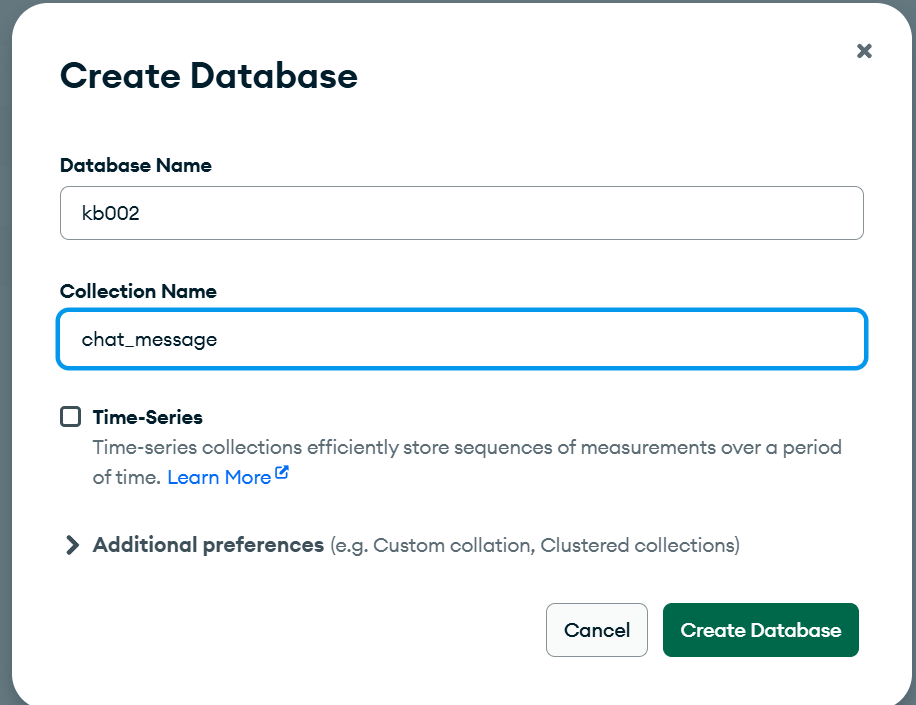 Create Database
Database Name
kb002
Collection Name
chat_message
Time-Series
Time-series collections efficiently store sequences of measurements over a period
of time. Learn More
Additional preferences (e.g. Custom collation, Clustered collections)
Cancel
Create Database